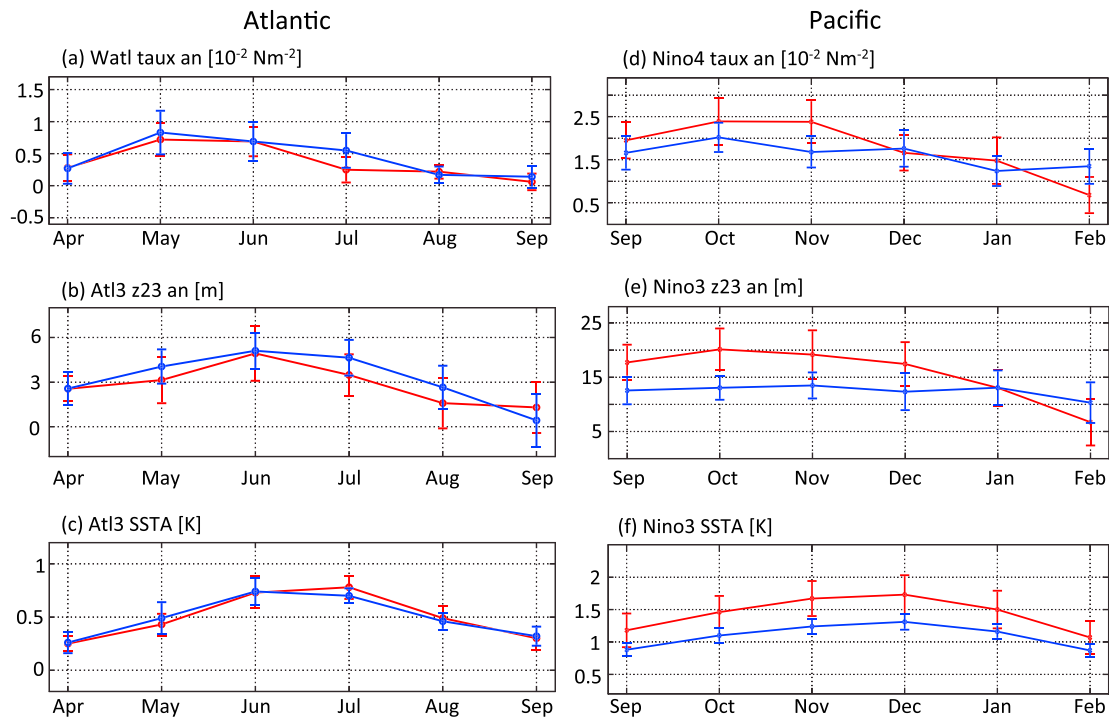 Atlantic
Pacific
(a) Watl taux an [10⁻² Nm⁻²]
1.5
1
0.5
0
-0.5
Apr May Jun Jul Aug Sep
(d) Nino4 taux an [10⁻² Nm⁻²]
2.5
1.5
0.5
Sep Oct Nov Dec Jan Feb
(b) Atl3 z23 an [m]
6
3
0
Apr May Jun Jul Aug Sep
(e) Nino3 z23 an [m]
25
15
5
Sep Oct Nov Dec Jan Feb
(c) Atl3 SSTA [K]
1
0.5
0
Apr May Jun Jul Aug Sep
(f) Nino3 SSTA [K]
2
1.5
1
0.5
Sep Oct Nov Dec Jan Feb